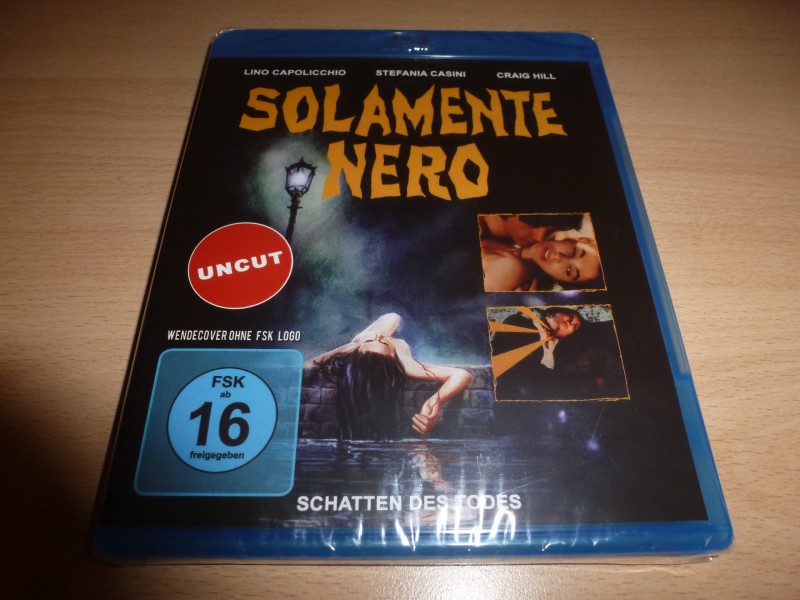 LINO CAPOLICCHIO STEFANIA CASINI CRAIG HILL
SOLAMENTE
NERO
UNCUT
WENDECOVER OHNE FSK LOGO
FSK
ab
16
freigegeben
SCHATTEN DES TODES